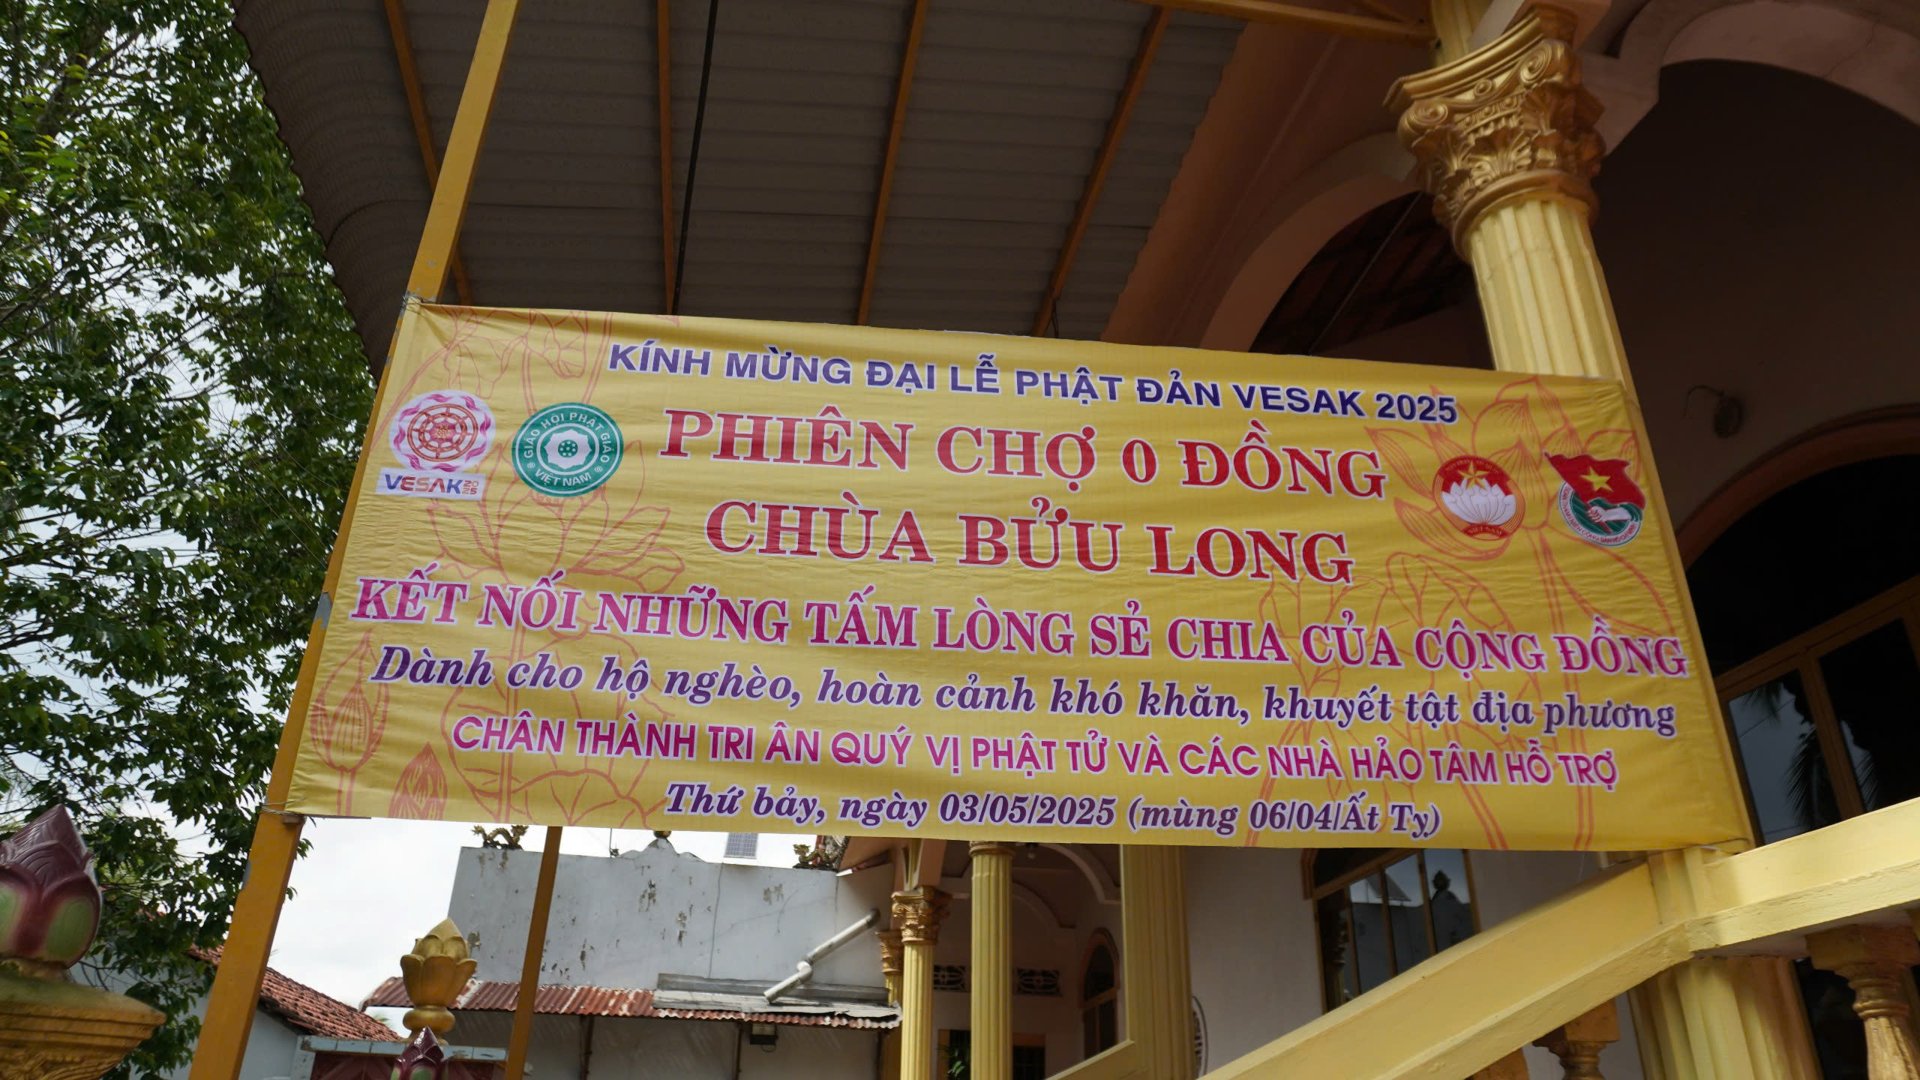 KÍNH MỪNG ĐẠI LỄ PHẬT ĐẢN VESAK 2025
PHIÊN CHỢ 0 ĐỒNG
CHÙA BỬU LONG
KẾT NỐI NHỮNG TẤM LÒNG SẺ CHIA CỦA CỘNG ĐỒNG
Dành cho hộ nghèo, hoàn cảnh khó khăn, khuyết tật địa phương
CHÂN THÀNH TRI ÂN QUÝ VỊ PHẬT TỬ VÀ CÁC NHÀ HẢO TÂM HỖ TRỢ
Thứ bảy, ngày 03/05/2025 (mùng 06/04/Ất Tỵ)
VESAK 2025
GIÁO HỘI PHẬT GIÁO
VIỆT NAM